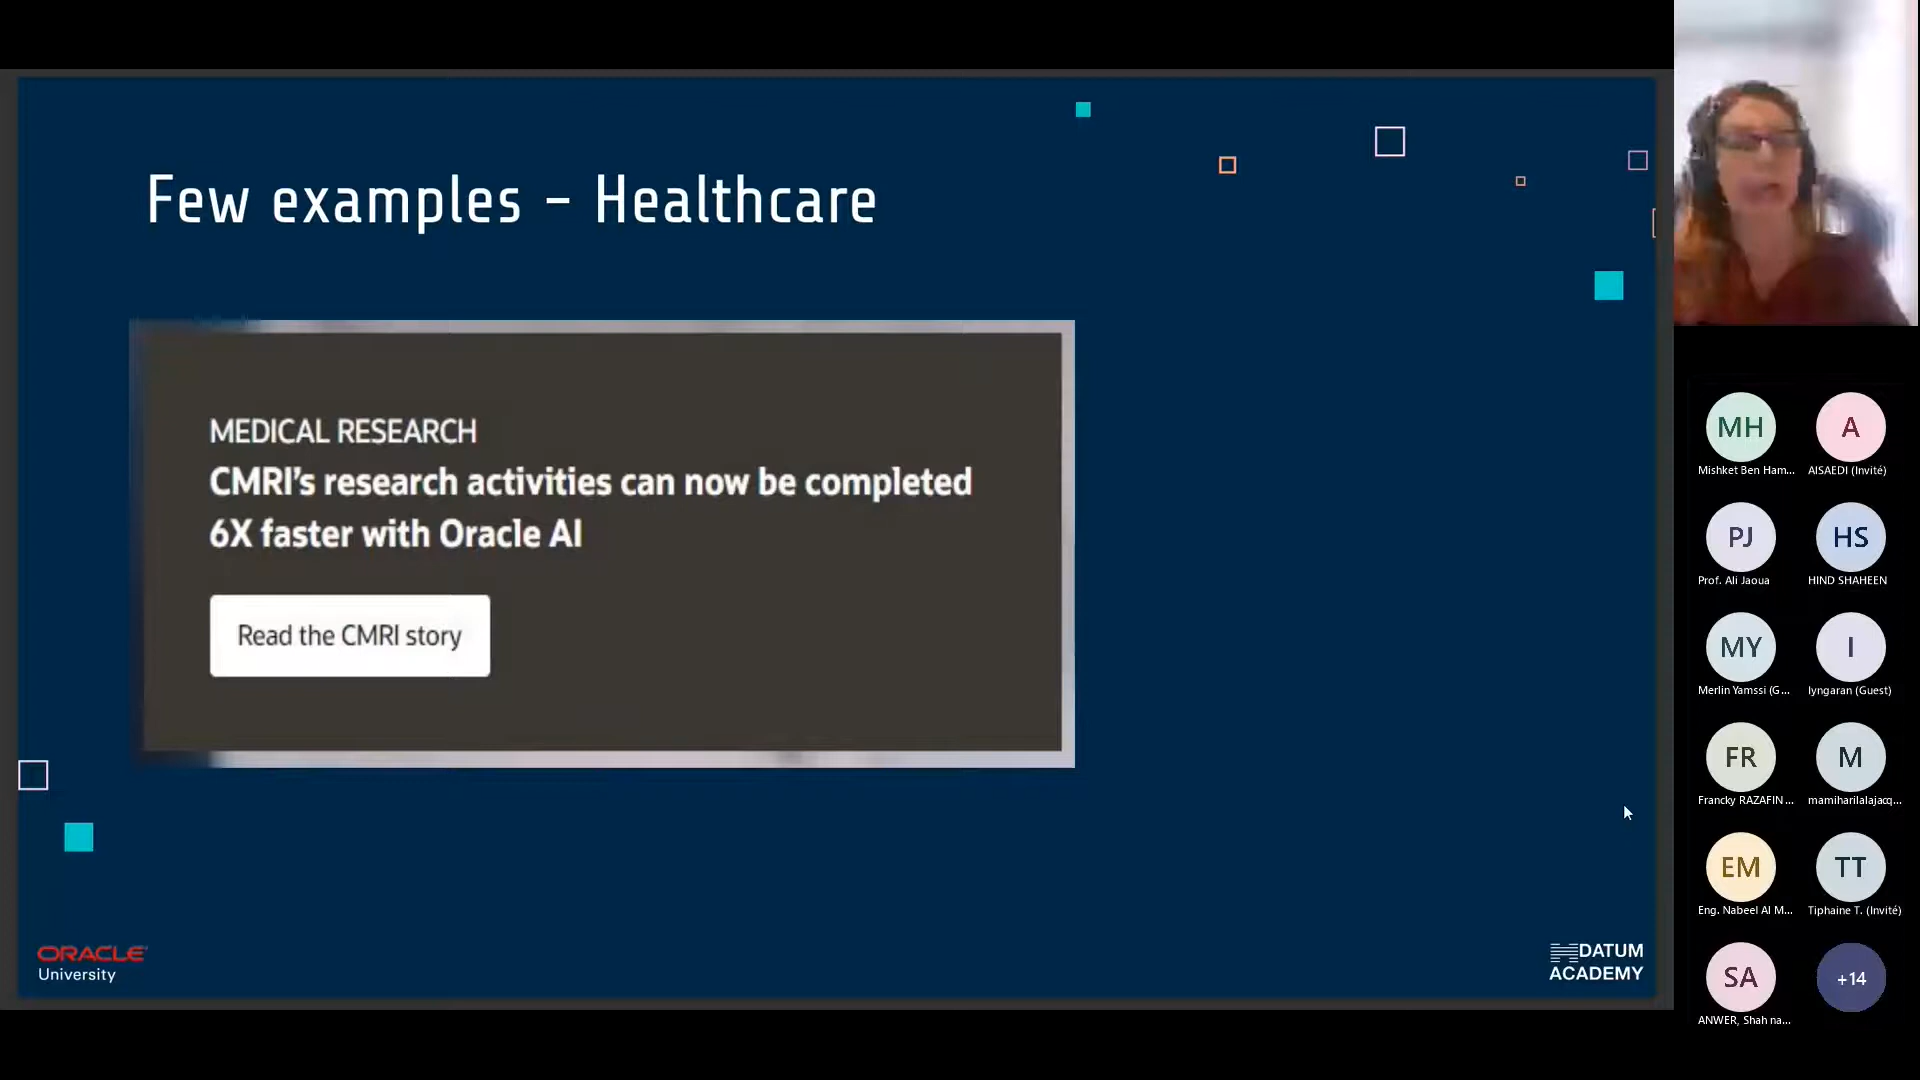 Few examples - Healthcare
MEDICAL RESEARCH
CMRI's research activities can now be completed
6X faster with Oracle AI
Read the CMRI story
ORACLE
University
DATUM
ACADEMY
MH
Mishket Ben Ham...
A
AISAEDI (Invité)
PJ
Prof. Ali Jaoua
HS
HIND SHAHEEN
MY
Merlin Yamssi (G...
I
Iyngaran (Guest)
FR
Francky RAZAFIN...
M
mamiharilalajacq...
EM
Eng. Nabeel Al M...
TT
Tiphaine T. (Invité)
SA
ANWER, Shah na...
+14